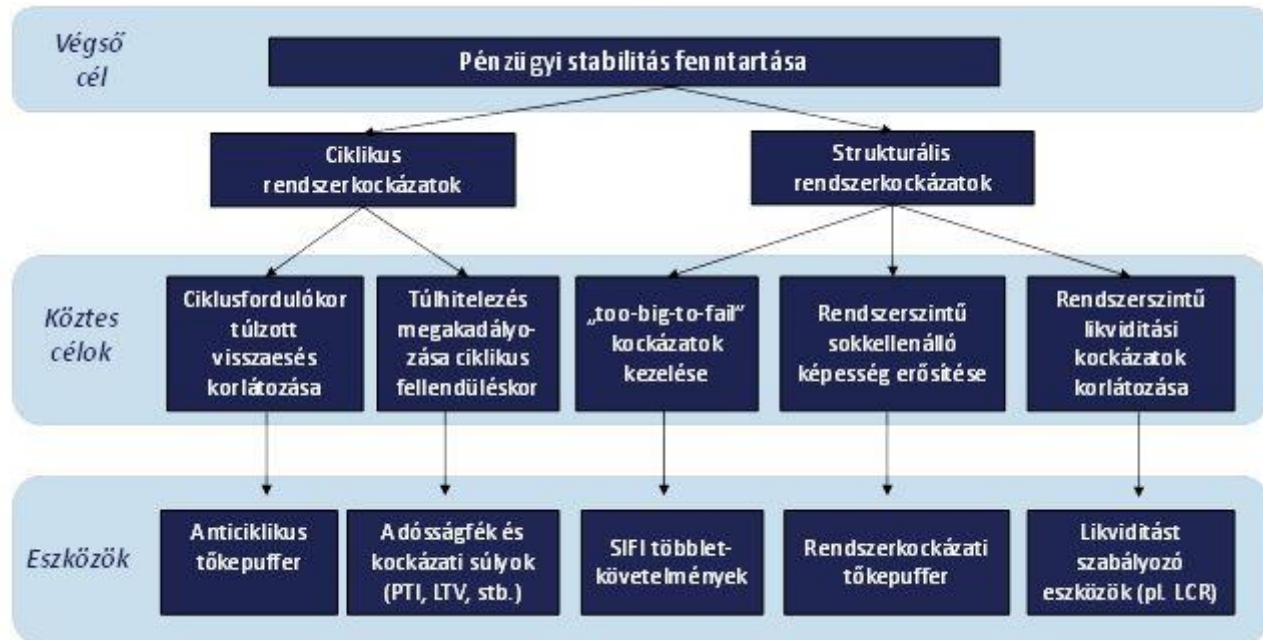 Végső
cél
Pénzügyi stabilitás fenntartása
Ciklikus
rendszerkockázatok
Strukturális
rendszerkockázatok
Köztes
célok
Ciklusfordulókor
túlzott
visszaesés
korlátozása
Túlhitelezés
megakadályo-
zása ciklikus
fellendüléskor
„too-big-to-fail"
kockázatok
kezelése
Rendszerszintű
sokkellenálló
képesség erősítése
Rendszerszintű
likviditási
kockázatok
korlátozása
Eszközök
Anticiklikus
tőkepuffer
Adósságfék és
kockázati súlyok
(PTI, LTV, stb.)
SIFI többlet-
követelmények
Rendszerkockázati
tőkepuffer
Likviditást
szabályozó
eszközök (pl. LCR)